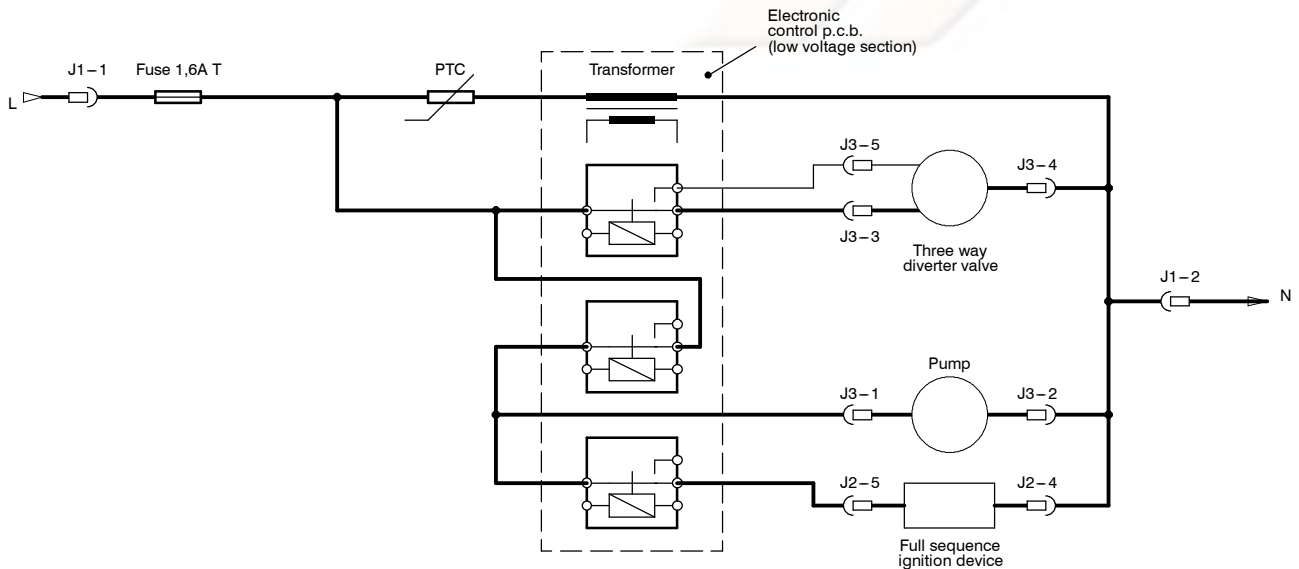 Electronic
control p.c.b.
(low voltage section)
J1–1
Fuse 1,6A T
PTC
Transformer
L
J3–5
J3–4
J3–3
Three way
diverter valve
J1–2
N
Pump
J3–1
J3–2
J2–5
J2–4
Full sequence
ignition device